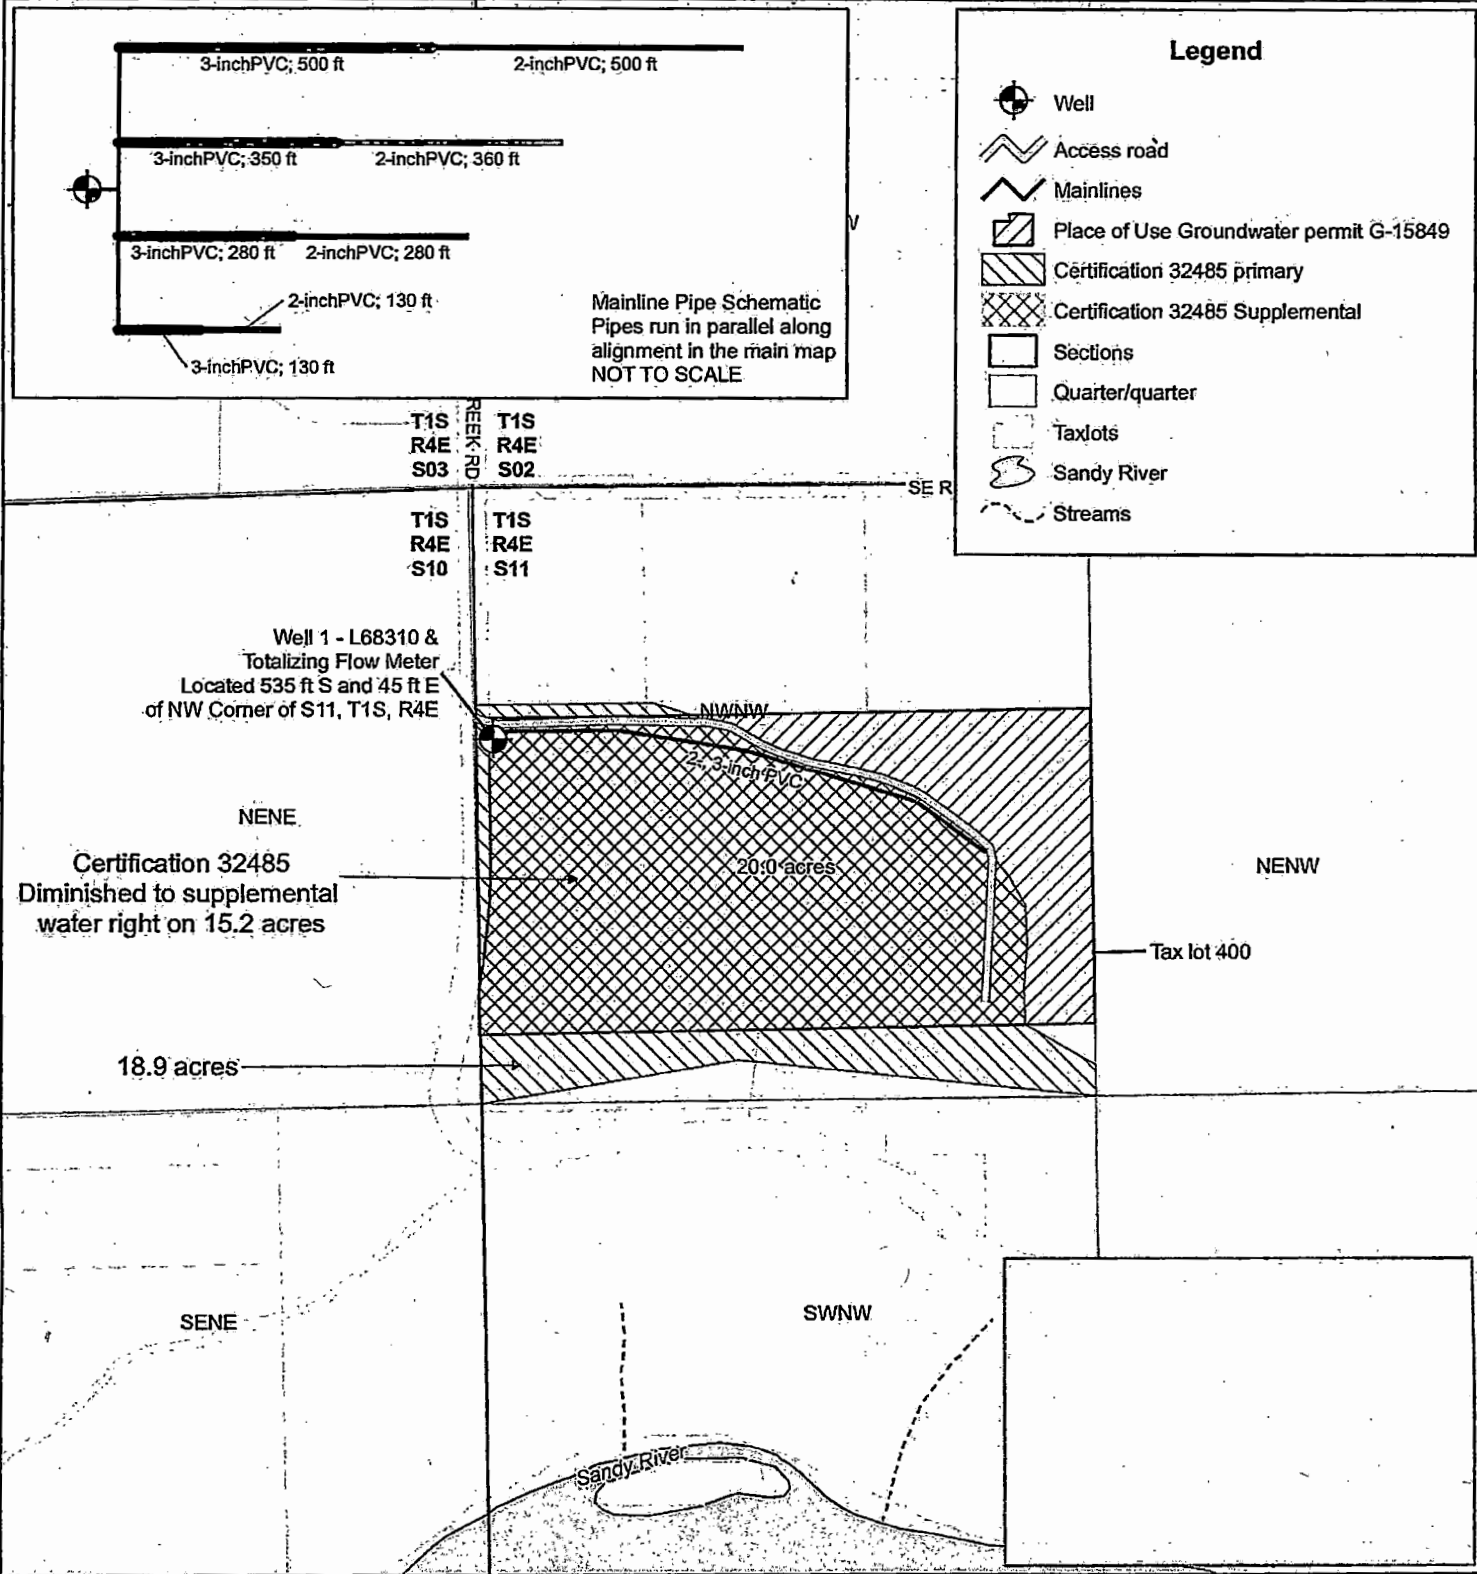 3-inchPVC; 500 ft
2-inchPVC; 500 ft
3-inchPVC; 350 ft
2-inchPVC; 360 ft
3-inchPVC; 280 ft
2-inchPVC; 280 ft
2-inchPVC; 130 ft
3-inchPVC; 130 ft
Mainline Pipe Schematic
Pipes run in parallel along
alignment in the main map
NOT TO SCALE
Legend
Well
Access road
Mainlines
Place of Use Groundwater permit G-15849
Certification 32485 primary
Certification 32485 Supplemental
Sections
Quarter/quarter
Taxlots
Sandy River
Streams
T1S
R4E
S03
REEK RD
T1S
R4E
S02
SE R
T1S
R4E
S10
T1S
R4E
S11
Well 1 - L68310 &
Totalizing Flow Meter
Located 535 ft S and 45 ft E
of NW Corner of S11, T1S, R4E
NWNW
2-, 3-inch PVC
NENE
Certification 32485
Diminished to supplemental
water right on 15.2 acres
20.0 acres
NENW
Tax lot 400
18.9 acres
SENE
SWNW
Sandy River